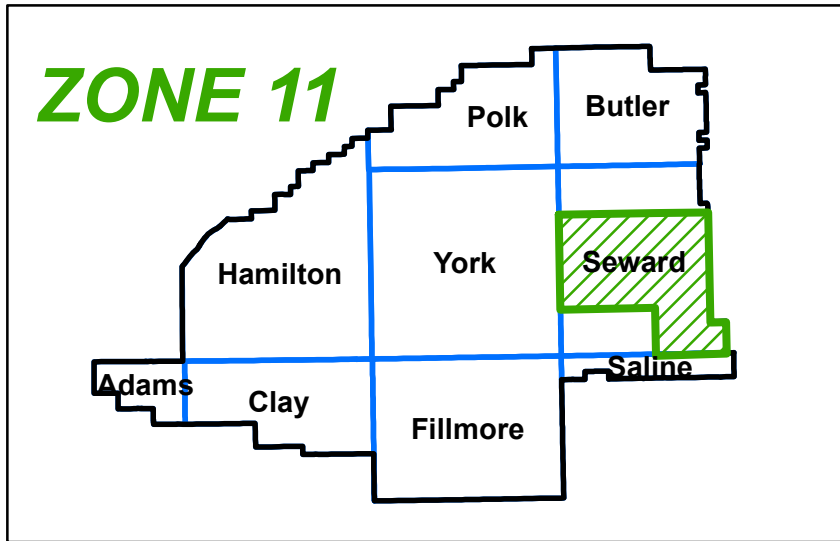 ZONE 11
Polk
Butler
Hamilton
York
Seward
Adams
Clay
Fillmore
Saline